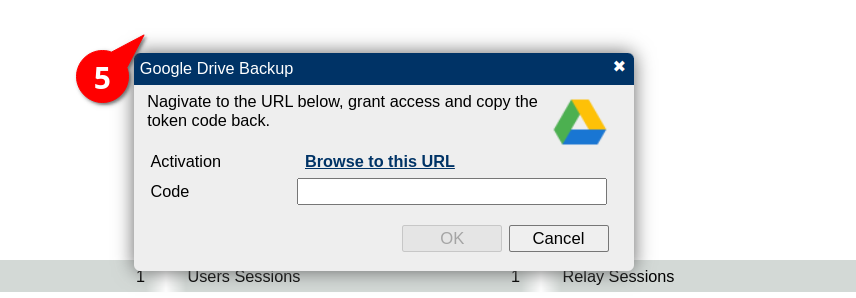 5
Google Drive Backup ✖
Nagivate to the URL below, grant access and copy the
token code back.
Activation Browse to this URL
Code
OK Cancel
1 Users Sessions 1 Relay Sessions